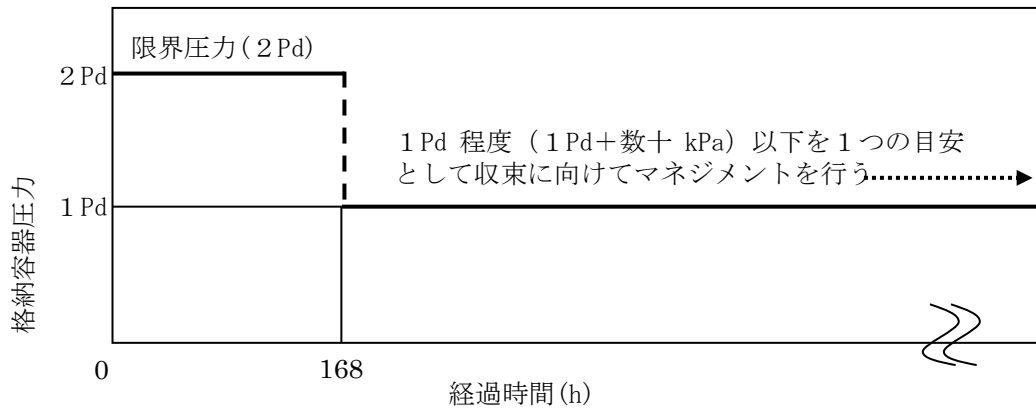 限界圧力(２Pd)
２Pd
１Pd 程度（１Pd＋数十 kPa）以下を１つの目安
として収束に向けてマネジメントを行う
１Pd
格納容器圧力
0
168
経過時間(h)